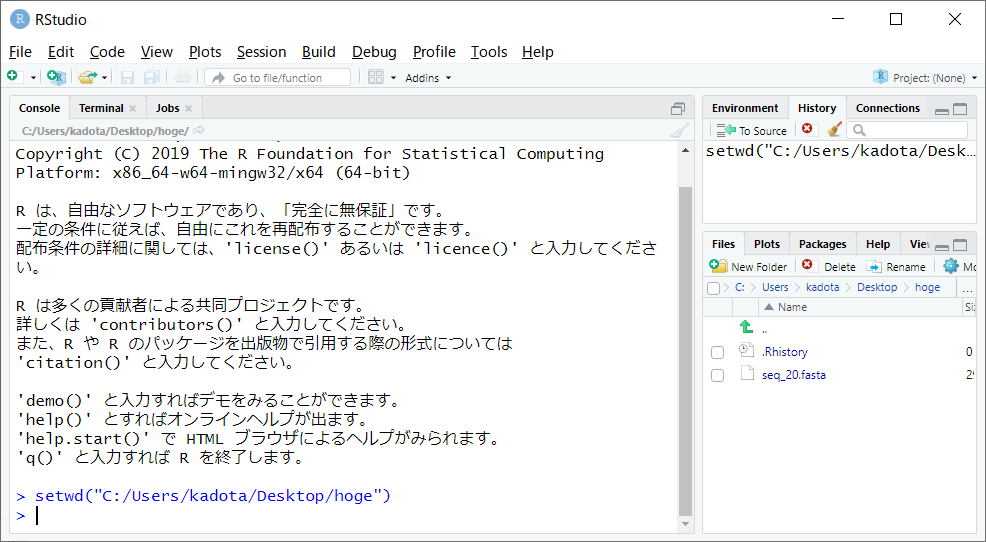 RStudio
File Edit Code View Plots Session Build Debug Profile Tools Help
Go to file/function Addins Project: (None)
Console Terminal Jobs
C:/Users/kadota/Desktop/hoge/
Copyright (C) 2019 The R Foundation for Statistical Computing
Platform: x86_64-w64-mingw32/x64 (64-bit)
R は、自由なソフトウェアであり、「完全に無保証」です。
一定の条件に従えば、自由にこれを再配布することができます。
配布条件の詳細に関しては、'license()' あるいは 'licence()' と入力してくださ
い。
R は多くの貢献者による共同プロジェクトです。
詳しくは 'contributors()' と入力してください。
また、R や R のパッケージを出版物で引用する際の形式については
'citation()' と入力してください。
'demo()' と入力すればデモをみることができます。
'help()' とすればオンラインヘルプが出ます。
'help.start()' で HTML ブラウザによるヘルプがみられます。
'q()' と入力すれば R を終了します。
> setwd("C:/Users/kadota/Desktop/hoge")
>
Environment History Connections
To Source
setwd("C:/Users/kadota/Desk…
Files Plots Packages Help
New Folder Delete Rename
C: Users kadota Desktop hoge ...
Name
..
.Rhistory 0
seq_20.fasta